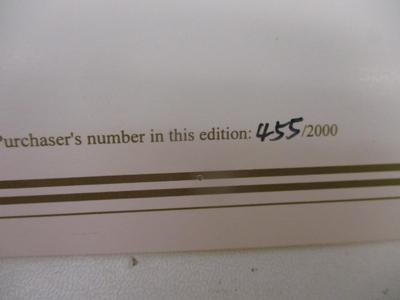 Purchaser's number in this edition: 455/2000